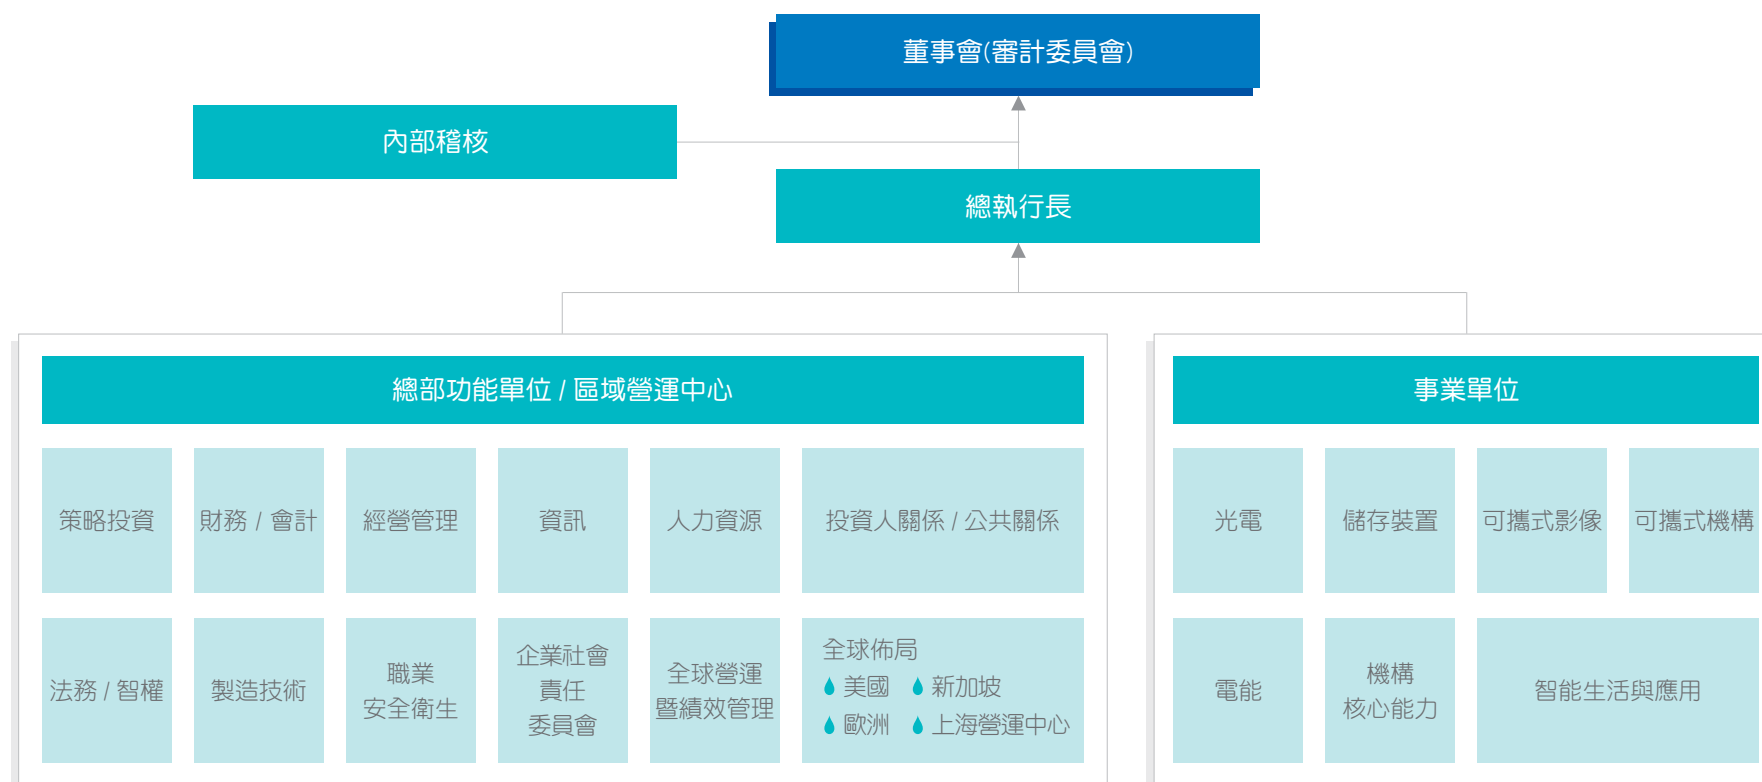 董事會(審計委員會)
內部稽核
總執行長
總部功能單位 / 區域營運中心
策略投資
財務 / 會計
經營管理
資訊
人力資源
投資人關係 / 公共關係
法務 / 智權
製造技術
職業
安全衛生
企業社會
責任
委員會
全球營運
暨績效管理
全球佈局
美國 新加坡
歐洲 上海營運中心
事業單位
光電
儲存裝置
可攜式影像
可攜式機構
電能
機構
核心能力
智能生活與應用